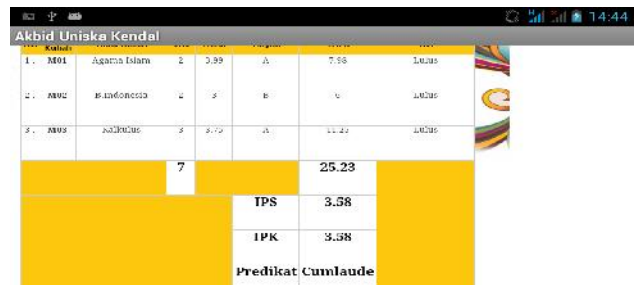 14:44
Akbid Uniska Kendal
Kuliah
1. M01 Agama Islam 2 3.99 A 7.98 Lulus
2. M02 B.indonesia 2 3 B 6 Lulus
3. M03 Kalkulus 3 3.75 A 11.25 Lulus
7 25.23
IPS 3.58
IPK 3.58
Predikat Cumlaude